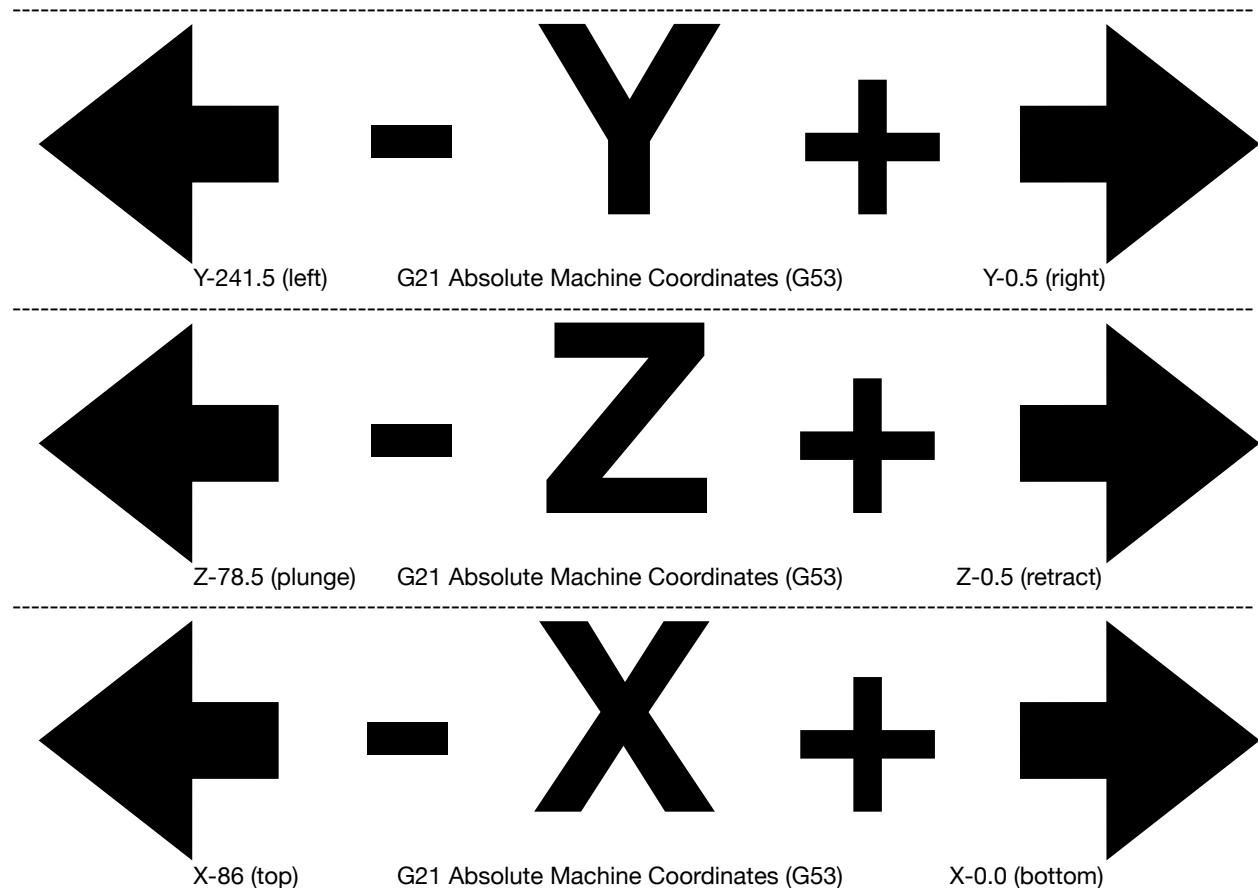 - Y +
Y-241.5 (left) G21 Absolute Machine Coordinates (G53) Y-0.5 (right)
- Z +
Z-78.5 (plunge) G21 Absolute Machine Coordinates (G53) Z-0.5 (retract)
- X +
X-86 (top) G21 Absolute Machine Coordinates (G53) X-0.0 (bottom)